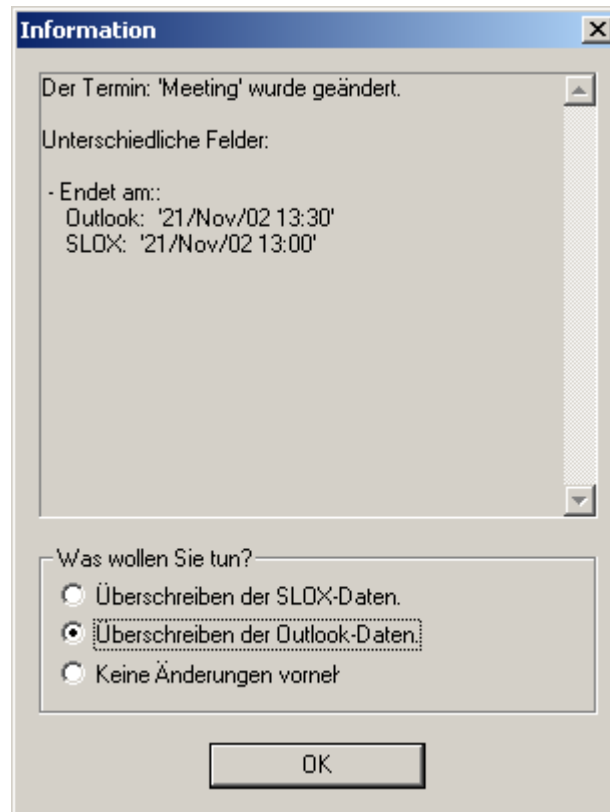 Information
Der Termin: 'Meeting' wurde geändert.
Unterschiedliche Felder:
- Endet am::
Outlook: '21/Nov/02 13:30'
SLOX: '21/Nov/02 13:00'
Was wollen Sie tun?
Überschreiben der SLOX-Daten.
Überschreiben der Outlook-Daten.
Keine Änderungen vorneh
OK